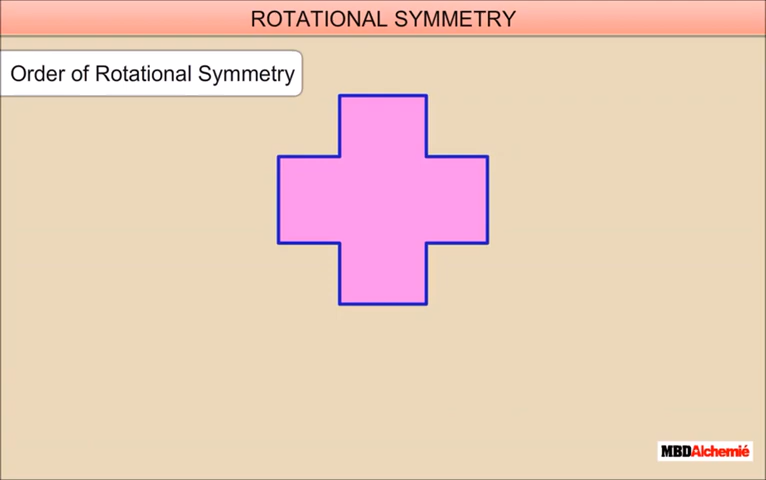 ROTATIONAL SYMMETRY
Order of Rotational Symmetry
MBDAlchemié